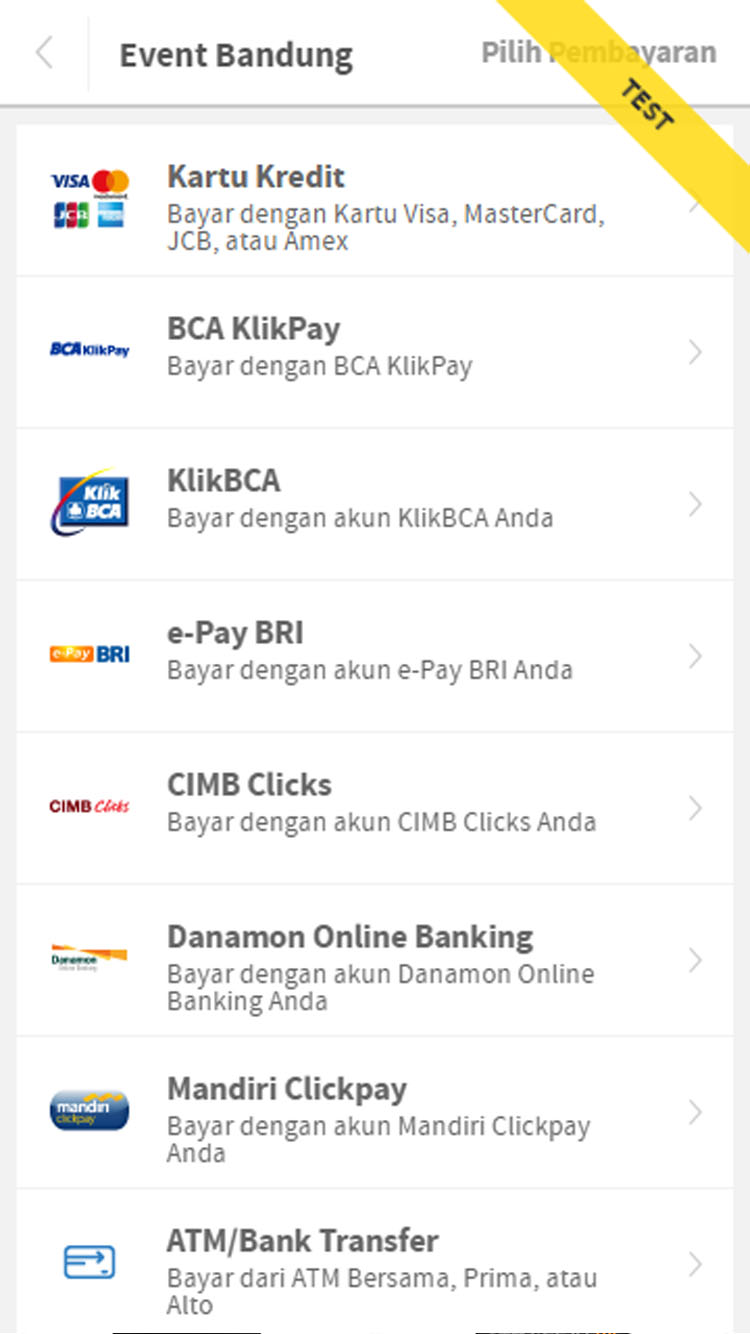 Event Bandung
Pilih Pembayaran
TEST
VISA
mastercard
JCB
Kartu Kredit
Bayar dengan Kartu Visa, MasterCard,
JCB, atau Amex
BCA KlikPay
BCA KlikPay
Bayar dengan BCA KlikPay
Klik
BCA
KlikBCA
Bayar dengan akun KlikBCA Anda
e-Pay BRI
e-Pay BRI
Bayar dengan akun e-Pay BRI Anda
CIMB Clicks
CIMB Clicks
Bayar dengan akun CIMB Clicks Anda
Danamon
Online Banking
Danamon Online Banking
Bayar dengan akun Danamon Online
Banking Anda
mandiri
clickpay
Mandiri Clickpay
Bayar dengan akun Mandiri Clickpay
Anda
ATM/Bank Transfer
Bayar dari ATM Bersama, Prima, atau
Alto